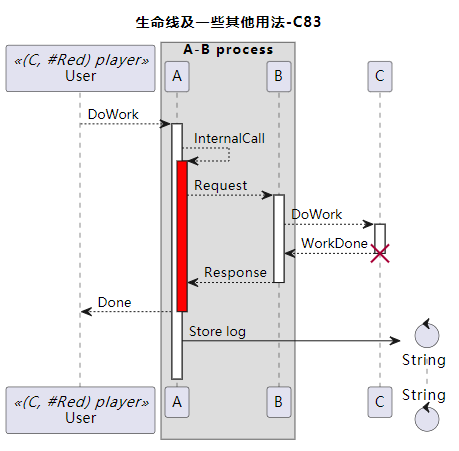 生命线及一些其他用法-C83
A-B process
«(C, #Red) player»
User
A
B
C
DoWork
InternalCall
Request
DoWork
WorkDone
Response
Done
Store log
String
String
«(C, #Red) player»
User
A
B
C